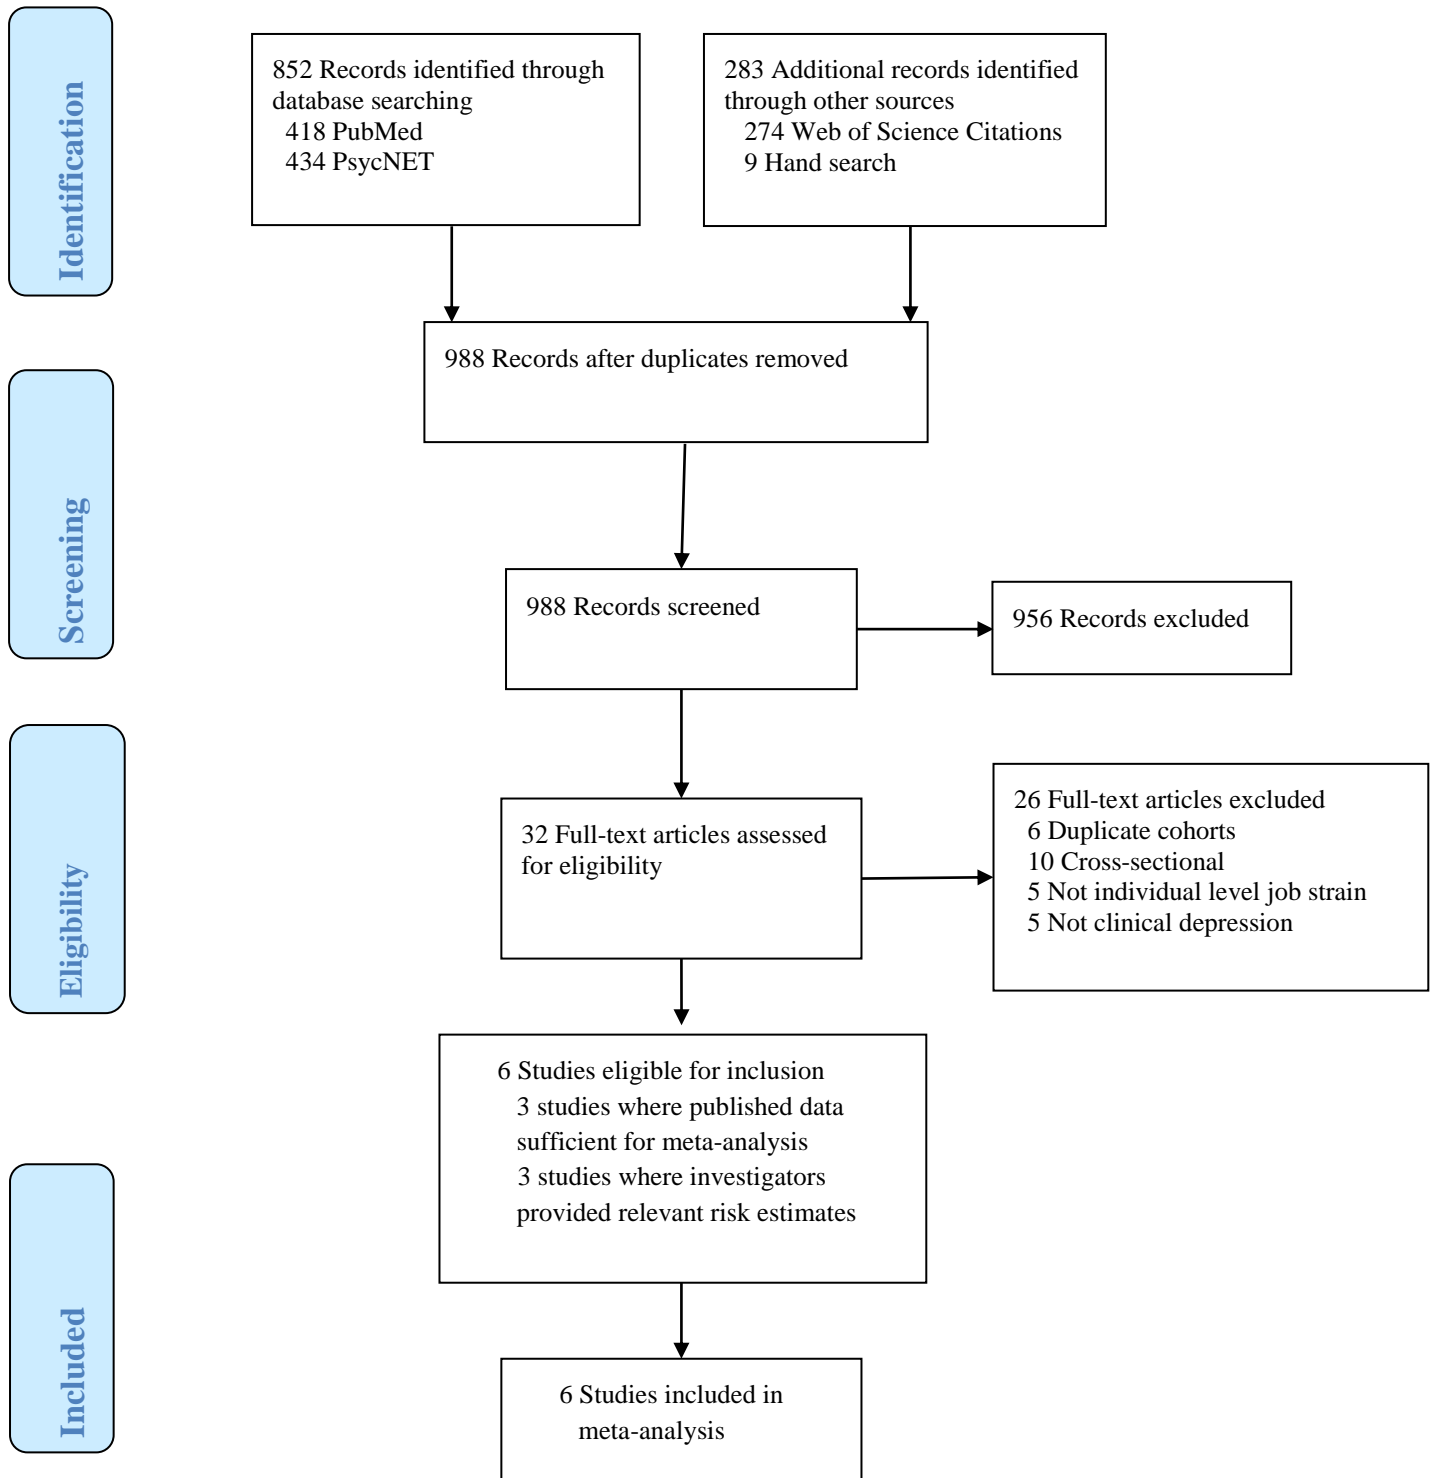 Identification
852 Records identified through
database searching
418 PubMed
434 PsycNET
283 Additional records identified
through other sources
274 Web of Science Citations
9 Hand search
988 Records after duplicates removed
Screening
988 Records screened
956 Records excluded
Eligibility
32 Full-text articles assessed
for eligibility
26 Full-text articles excluded
6 Duplicate cohorts
10 Cross-sectional
5 Not individual level job strain
5 Not clinical depression
6 Studies eligible for inclusion
3 studies where published data
sufficient for meta-analysis
3 studies where investigators
provided relevant risk estimates
Included
6 Studies included in
meta-analysis